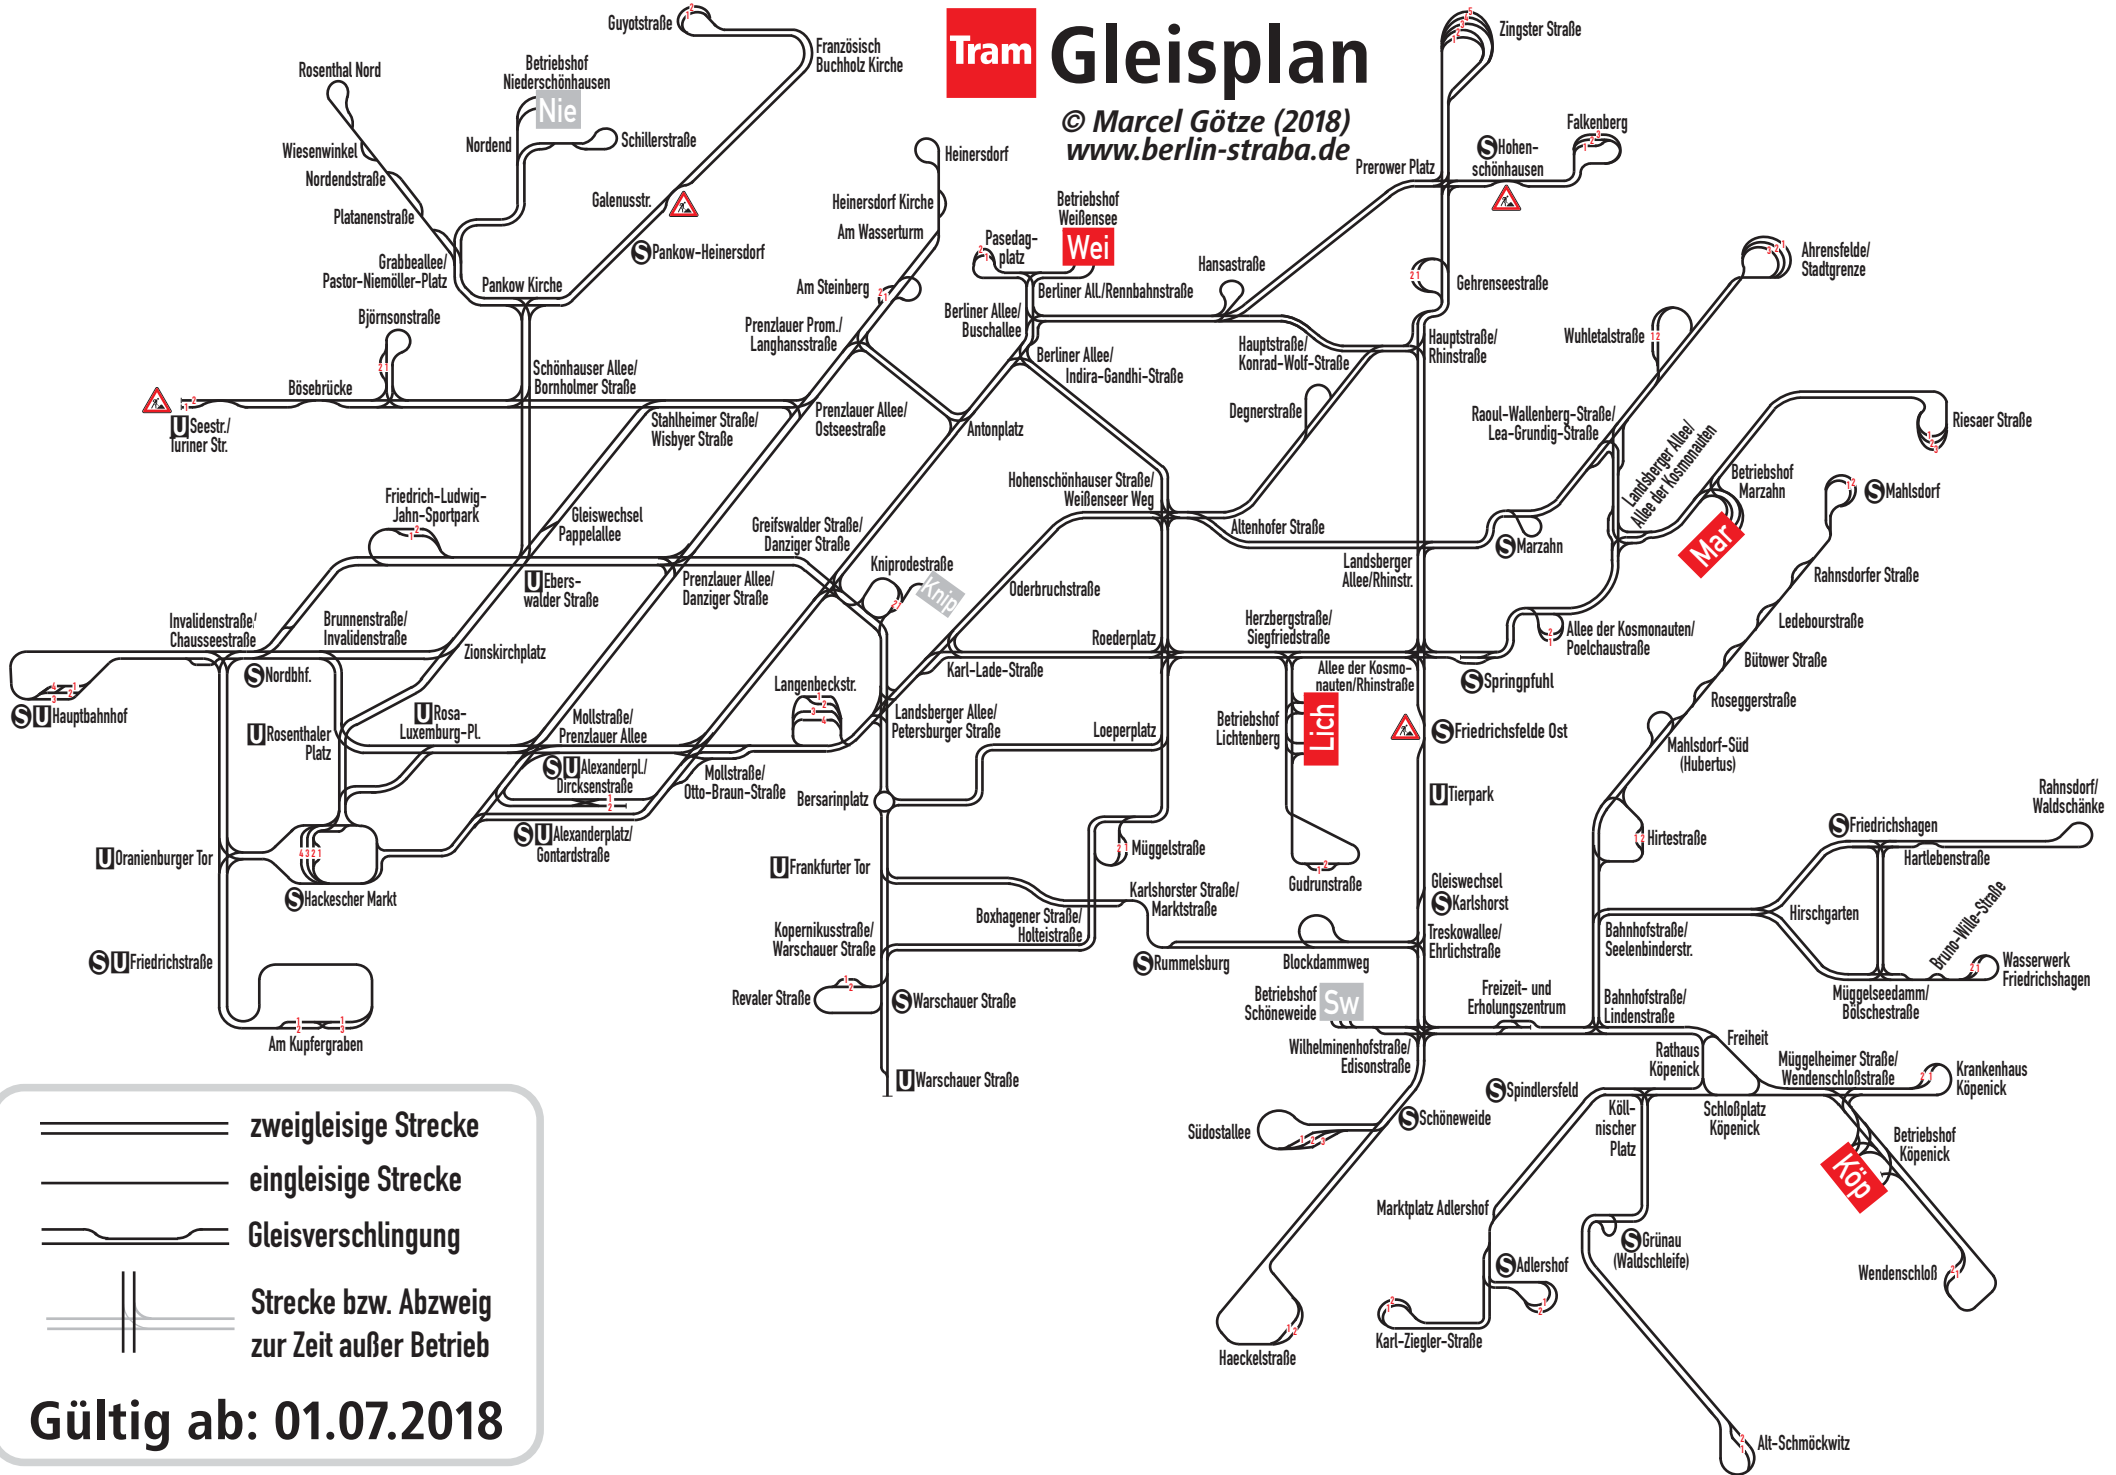 Tram Gleisplan
© Marcel Götze (2018)
www.berlin-straba.de
Guyotstraße
Französisch
Buchholz Kirche
Zingster Straße
Rosenthal Nord
Betriebshof
Niederschönhausen
Nie
Nordend
Schillerstraße
Wiesenwinkel
Nordendstraße
Platanenstraße
Galenusstr.
Grabbeallee/
Pastor-Niemöller-Platz
Pankow Kirche
S Pankow-Heinersdorf
Heinersdorf
Heinersdorf Kirche
Am Wasserturm
Am Steinberg
Prenzlauer Prom./
Langhansstraße
Pasedag-
platz
Betriebshof
Weißensee
Wei
Berliner All./Rennbahnstraße
Berliner Allee/
Buschallee
Berliner Allee/
Indira-Gandhi-Straße
Hansastraße
Prerower Platz
S Hohen-
schönhausen
Falkenberg
Gehrenseestraße
Hauptstraße/
Rhinstraße
Hauptstraße/
Konrad-Wolf-Straße
Degnerstraße
Ahrensfelde/
Stadtgrenze
Wuhletalstraße
Raoul-Wallenberg-Straße/
Lea-Grundig-Straße
Landsberger Allee/
Allee der Kosmonauten
Betriebshof
Marzahn
Mar
Riesaer Straße
S Mahlsdorf
Björnsonstraße
Bösebrücke
Schönhauser Allee/
Bornholmer Straße
U Seestr./
Turiner Str.
Stahlheimer Straße/
Wisbyer Straße
Prenzlauer Allee/
Ostseestraße
Antonplatz
Friedrich-Ludwig-
Jahn-Sportpark
Gleiswechsel
Pappelallee
Greifswalder Straße/
Danziger Straße
Hohenschönhauser Straße/
Weißenseer Weg
Altenhofer Straße
Landsberger
Allee/Rhinstr.
S Marzahn
Kniprodestraße
Knip
Oderbruchstraße
U Ebers-
walder Straße
Prenzlauer Allee/
Danziger Straße
Invalidenstraße/
Chausseestraße
Brunnenstraße/
Invalidenstraße
Zionskirchplatz
S Nordbhf.
S U Hauptbahnhof
U Rosenthaler
Platz
U Rosa-
Luxemburg-Pl.
Mollstraße/
Prenzlauer Allee
Langenbeckstr.
Karl-Lade-Straße
Roederplatz
Herzbergstraße/
Siegfriedstraße
Allee der Kosmo-
nauten/Rhinstraße
Allee der Kosmonauten/
Poelchaustraße
S Springpfuhl
Rahnsdorfer Straße
Ledebourstraße
Bütower Straße
Roseggerstraße
Mahlsdorf-Süd
(Hubertus)
Landsberger Allee/
Petersburger Straße
Loeperplatz
Betriebshof
Lichtenberg
Lich
S Friedrichsfelde Ost
U Tierpark
S U Alexanderpl./
Dircksenstraße
Mollstraße/
Otto-Braun-Straße
S U Alexanderplatz/
Gontardstraße
Bersarinplatz
U Oranienburger Tor
S Hackescher Markt
U Frankfurter Tor
Müggelstraße
Gudrunstraße
Karlshorster Straße/
Marktstraße
Gleiswechsel
S Karlshorst
Hirtestraße
Rahnsdorf/
Waldschänke
S Friedrichshagen
Hartlebenstraße
Hirschgarten
Bruno-Wille-Straße
Wasserwerk
Friedrichshagen
Müggelseedamm/
Bölschestraße
S U Friedrichstraße
Am Kupfergraben
Kopernikusstraße/
Warschauer Straße
Boxhagener Straße/
Holteistraße
Revaler Straße
S Warschauer Straße
U Warschauer Straße
S Rummelsburg
Blockdammweg
Treskowallee/
Ehrlichstraße
Bahnhofstraße/
Seelenbinderstr.
Betriebshof
Schöneweide
Sw
Freizeit- und
Erholungszentrum
Bahnhofstraße/
Lindenstraße
Wilhelminenhofstraße/
Edisonstraße
Rathaus
Köpenick
Freiheit
Müggelheimer Straße/
Wendenschloßstraße
Krankenhaus
Köpenick
S Spindlersfeld
Köll-
nischer
Platz
Schloßplatz
Köpenick
Betriebshof
Köpenick
Köp
Südostallee
S Schöneweide
Marktplatz Adlershof
S Adlershof
S Grünau
(Waldschleife)
Wendenschloß
Haeckelstraße
Karl-Ziegler-Straße
Alt-Schmöckwitz
zweigleisige Strecke
eingleisige Strecke
Gleisverschlingung
Strecke bzw. Abzweig
zur Zeit außer Betrieb
Gültig ab: 01.07.2018